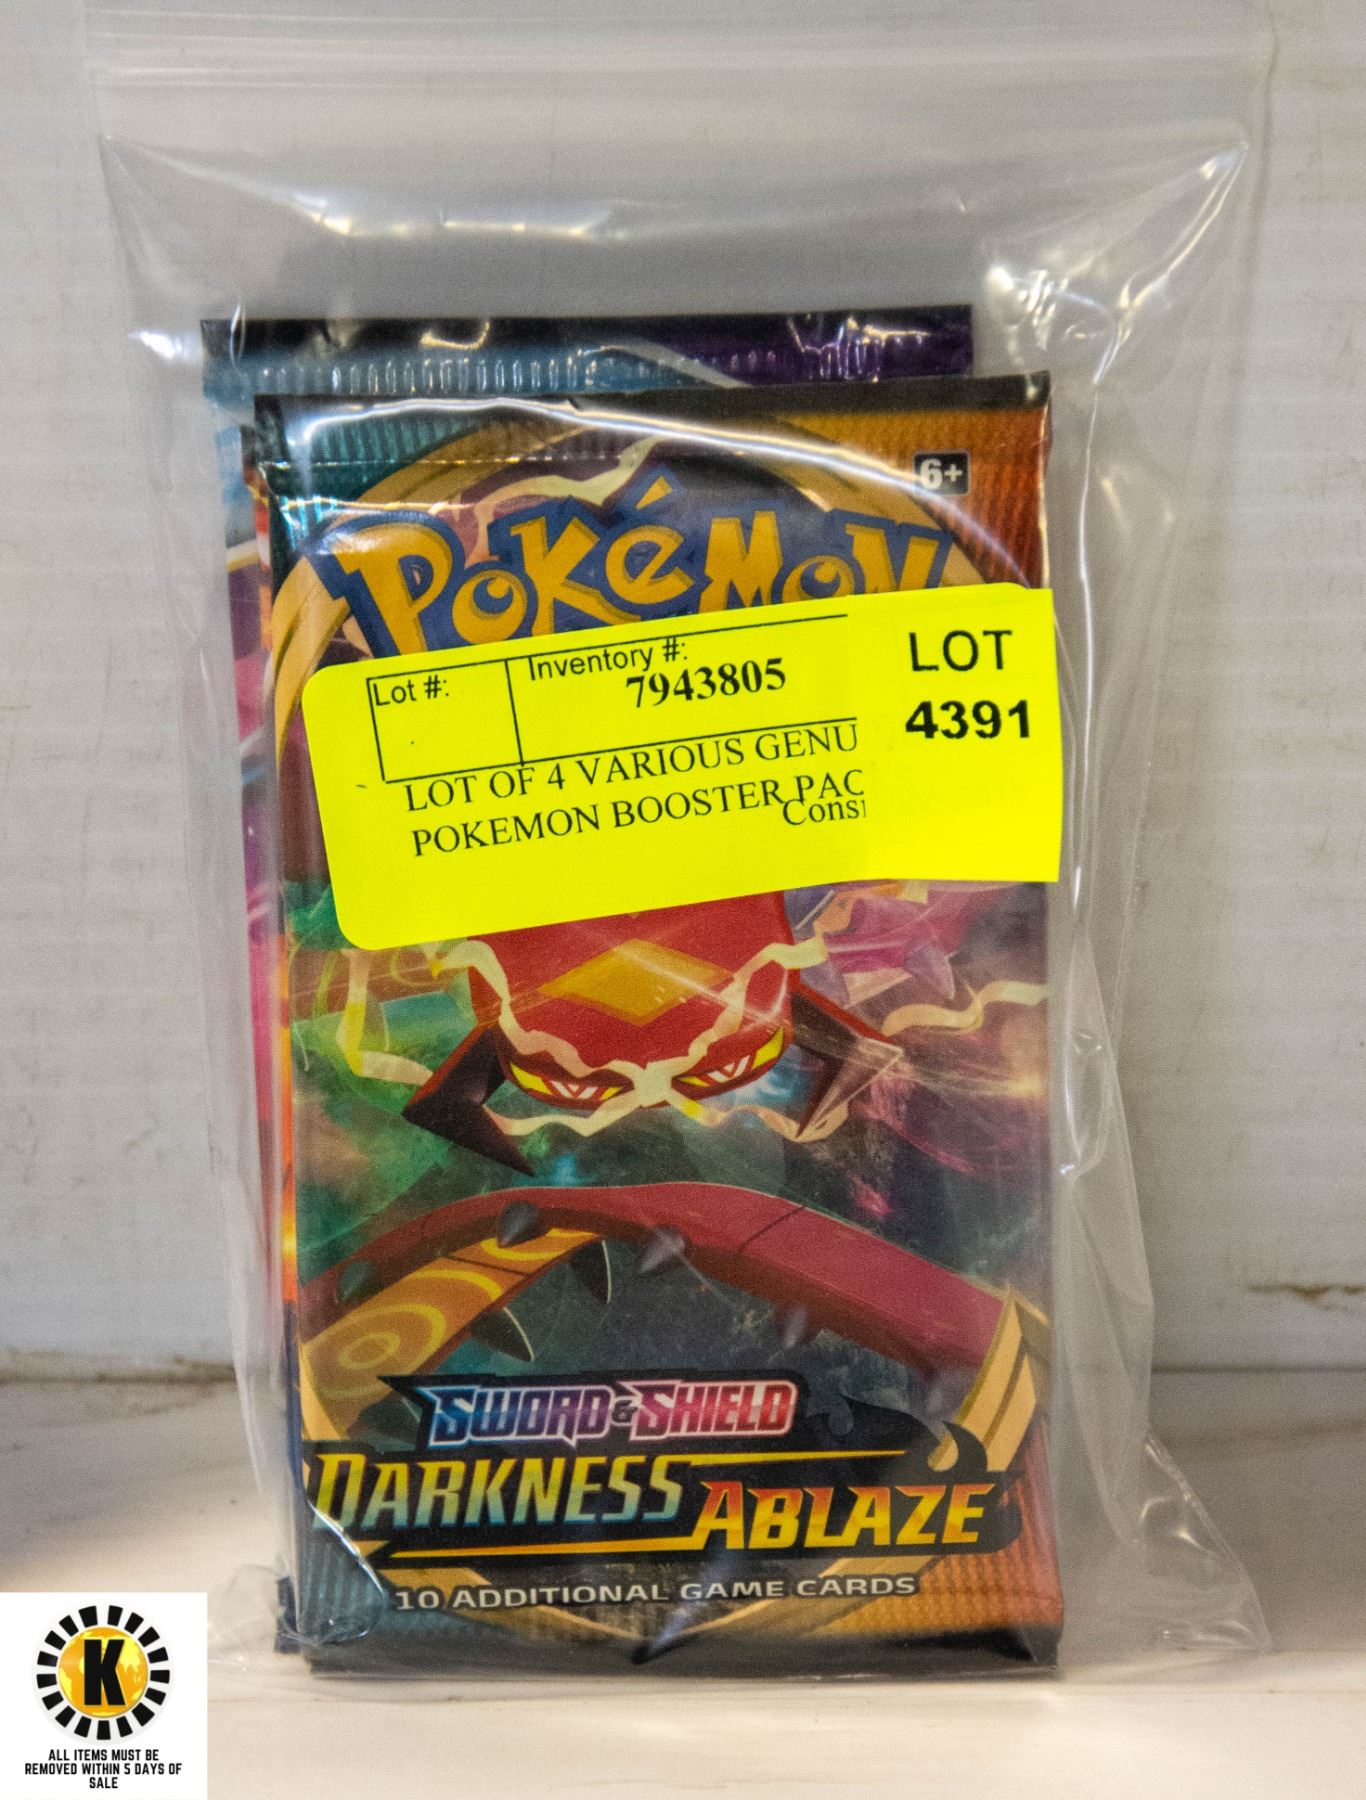 6+
POKéMON
Lot #:
Inventory #:
7943805
LOT
4391
LOT OF 4 VARIOUS GENU
POKEMON BOOSTER PAC
Consi
SWORD & SHIELD
DARKNESS ABLAZE
10 ADDITIONAL GAME CARDS
K
ALL ITEMS MUST BE
REMOVED WITHIN 5 DAYS OF
SALE